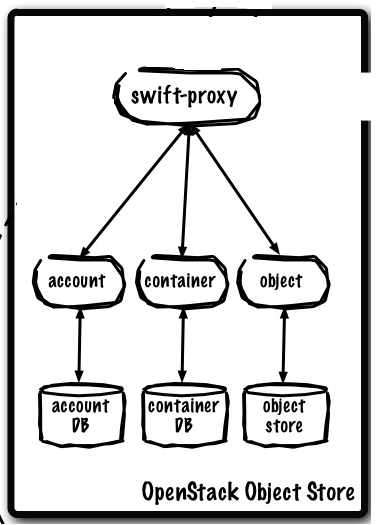 swift-proxy
account
container
object
account
DB
container
DB
object
store
OpenStack Object Store